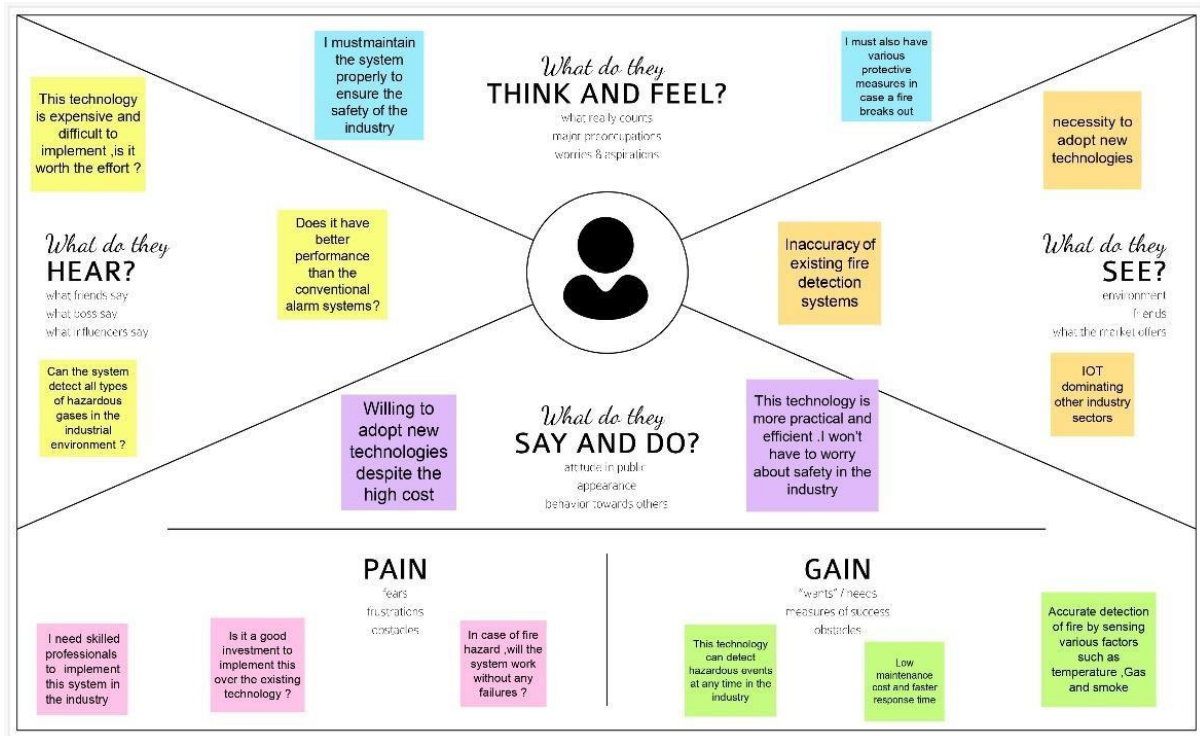 I mustmaintain
the system
properly to
ensure the
safety of the
industry
What do they
THINK AND FEEL?
what really counts
major preoccupations
worries & aspirations
I must also have
various
protective
measures in
case a fire
breaks out
This technology
is expensive and
difficult to
implement ,is it
worth the effort ?
Does it have
better
performance
than the
conventional
alarm systems?
What do they
HEAR?
what friends say
what boss say
what influencers say
Can the system
detect all types
of hazardous
gases in the
industrial
environment ?
necessity to
adopt new
technologies
Inaccuracy of
existing fire
detection
systems
What do they
SEE?
environment
friends
what the market offers
IOT
dominating
other industry
sectors
Willing to
adopt new
technologies
despite the
high cost
What do they
SAY AND DO?
attitude in public
appearance
behavior towards others
This technology is
more practical and
efficient .I won't
have to worry
about safety in the
industry
PAIN
fears
frustrations
obstacles
I need skilled
professionals
to implement
this system in
the industry
Is it a good
investment to
implement this
over the existing
technology ?
In case of fire
hazard ,will the
system work
without any
failures ?
GAIN
"wants" / needs
measures of success
obstacles
This technology
can detect
hazardous events
at any time in the
industry
Low
maintenance
cost and faster
response time
Accurate detection
of fire by sensing
various factors
such as
temperature ,Gas
and smoke